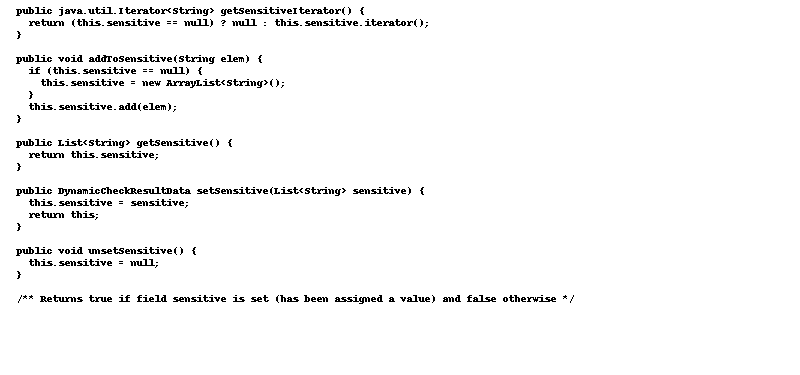 public java.util.Iterator<String> getSensitiveIterator() {
return (this.sensitive == null) ? null : this.sensitive.iterator();
}
public void addToSensitive(String elem) {
if (this.sensitive == null) {
this.sensitive = new ArrayList<String>();
}
this.sensitive.add(elem);
}
public List<String> getSensitive() {
return this.sensitive;
}
public DynamicCheckResultData setSensitive(List<String> sensitive) {
this.sensitive = sensitive;
return this;
}
public void unsetSensitive() {
this.sensitive = null;
}
/** Returns true if field sensitive is set (has been assigned a value) and false otherwise */